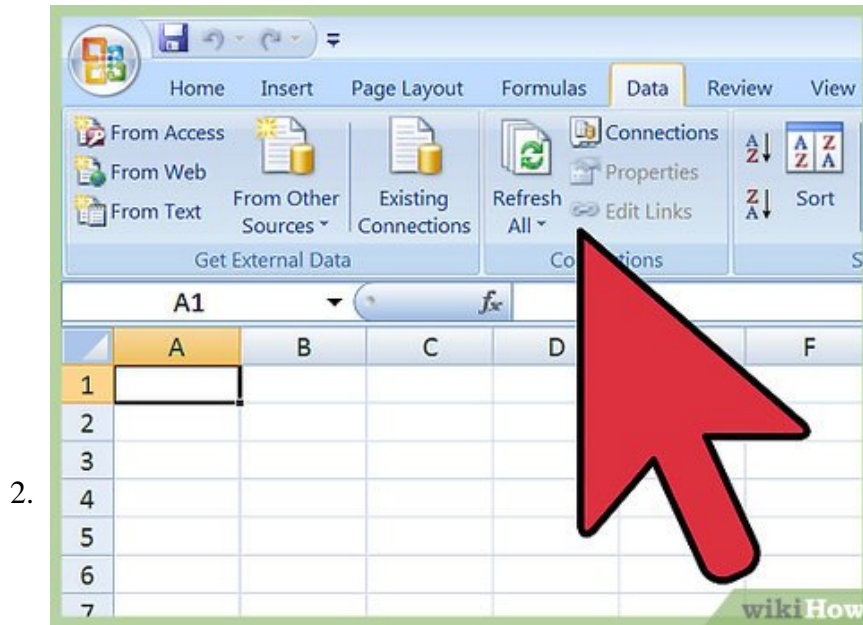 Home Insert Page Layout Formulas Data Review View
From Access
From Web
From Text
From Other
Sources
Existing
Connections
Refresh
All
Connections
Properties
Edit Links
A
Z
Z
A
A Z
Z A
Sort
Get External Data
A1
fx
A B C D F
1
2
3
2.
4
5
6
7
wikiHow